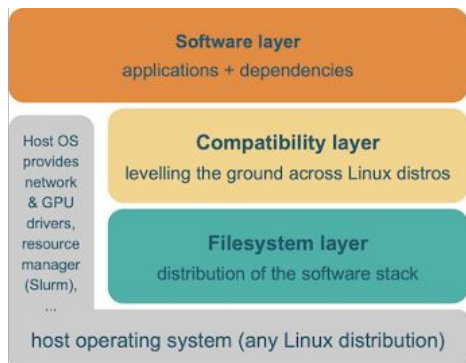 Software layer
applications + dependencies
Host OS
provides
network
& GPU
drivers,
resource
manager
(Slurm),
...
Compatibility layer
levelling the ground across Linux distros
Filesystem layer
distribution of the software stack
host operating system (any Linux distribution)